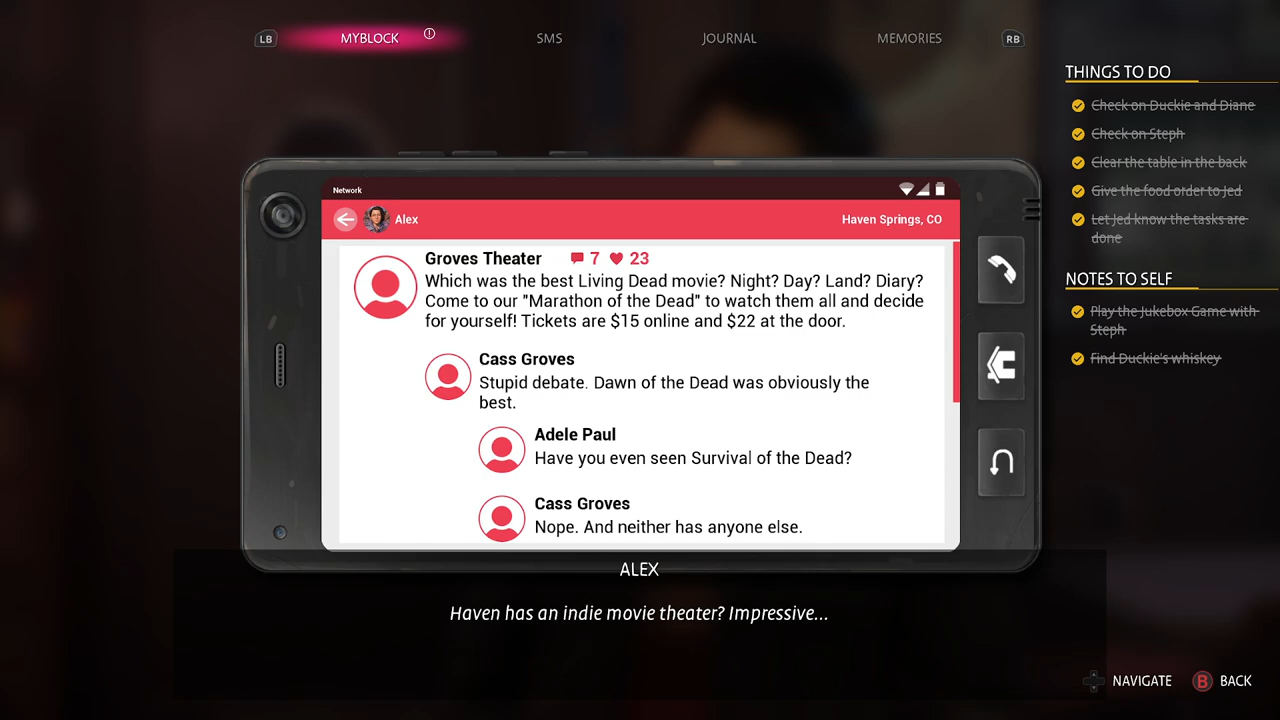 LB
MYBLOCK
SMS
JOURNAL
MEMORIES
RB
THINGS TO DO
Check on Duckie and Diane
Check on Steph
Clear the table in the back
Give the food order to Jed
Let Jed know the tasks are
done
NOTES TO SELF
Play the Jukebox Game with
Steph
Find Duckie's whiskey
Network
Alex
Haven Springs, CO
Groves Theater 7 23
Which was the best Living Dead movie? Night? Day? Land? Diary?
Come to our "Marathon of the Dead" to watch them all and decide
for yourself! Tickets are $15 online and $22 at the door.
Cass Groves
Stupid debate. Dawn of the Dead was obviously the
best.
Adele Paul
Have you even seen Survival of the Dead?
Cass Groves
Nope. And neither has anyone else.
ALEX
Haven has an indie movie theater? Impressive...
NAVIGATE
B BACK